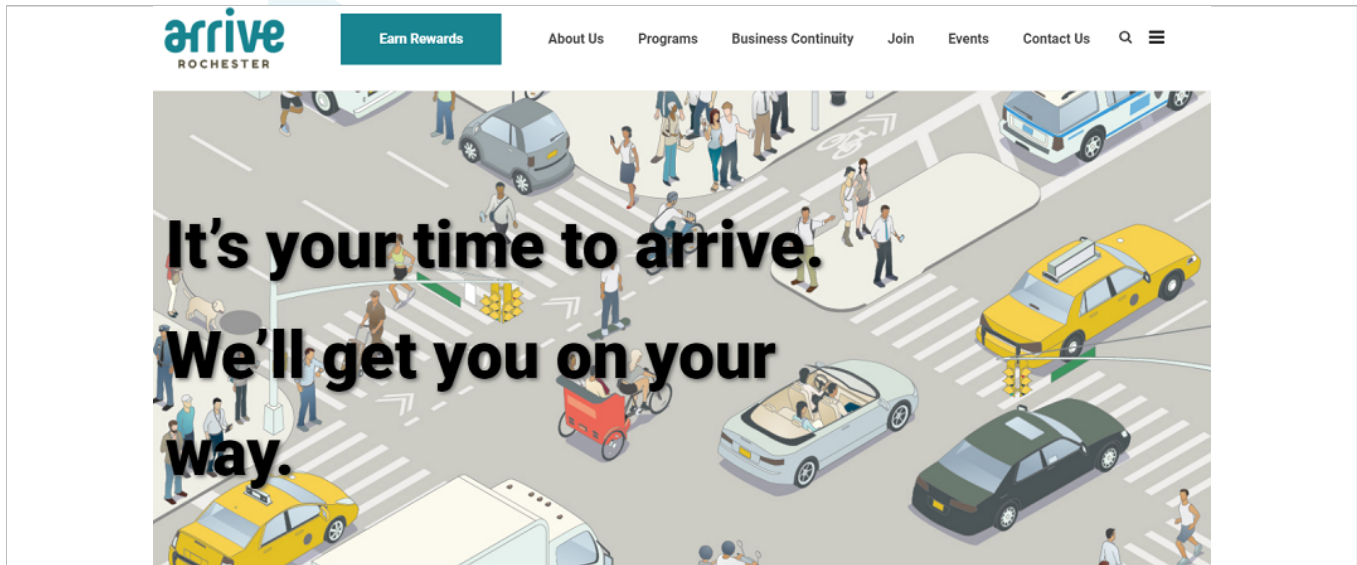 arrive
ROCHESTER
Earn Rewards
About Us
Programs
Business Continuity
Join
Events
Contact Us
It’s your time to arrive.
We’ll get you on your
way.